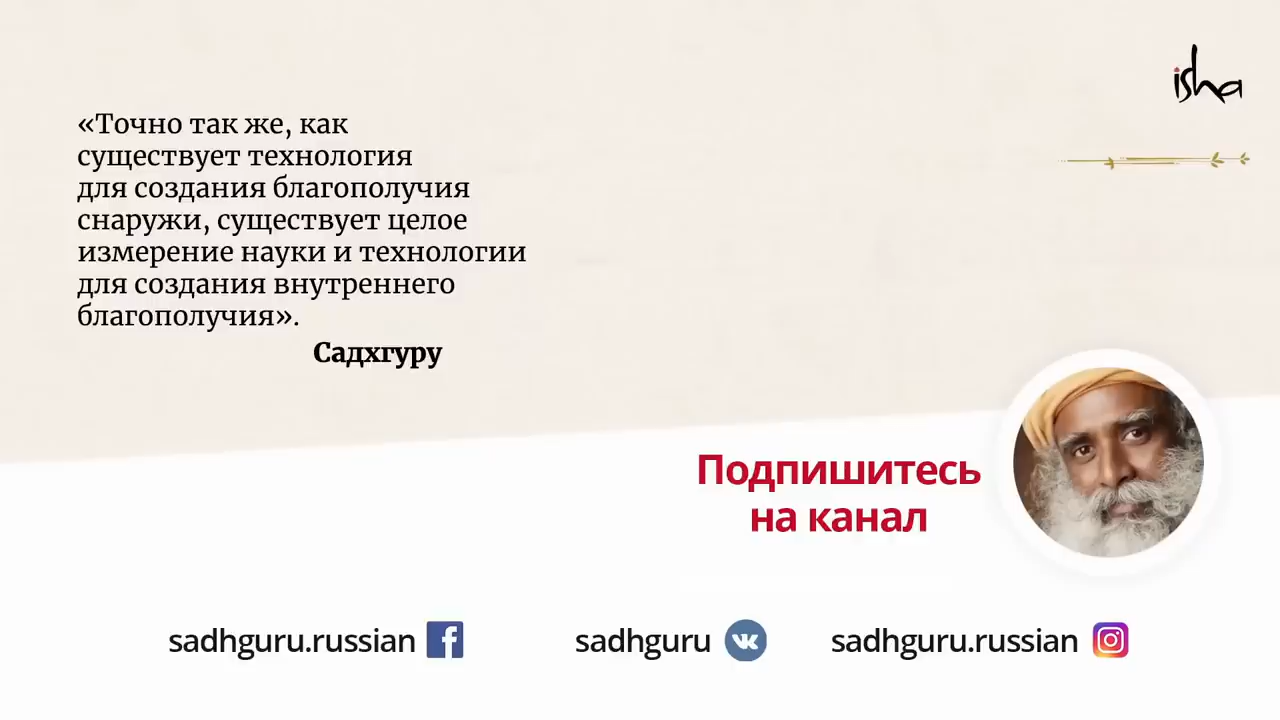 isha
«Точно так же, как
существует технология
для создания благополучия
снаружи, существует целое
измерение науки и технологии
для создания внутреннего
благополучия».
Садхгуру
Подпишитесь
на канал
sadhguru.russian f
sadhguru VK
sadhguru.russian